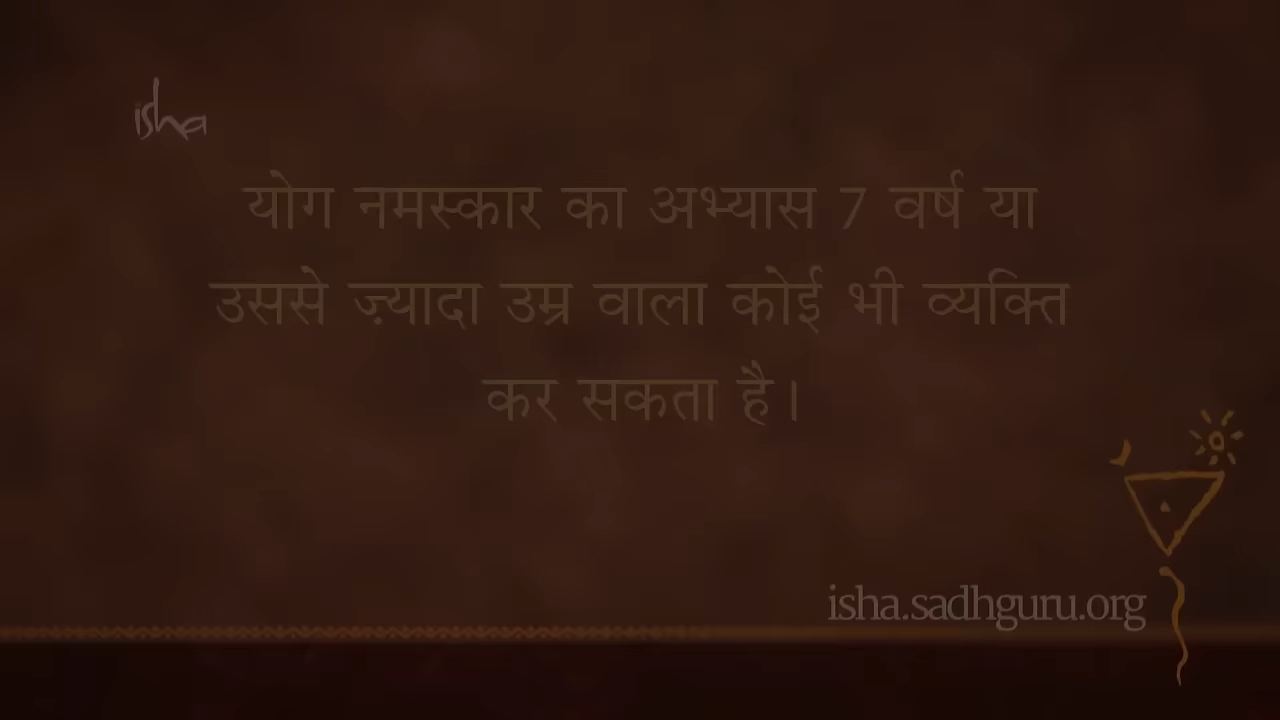 isha
योग नमस्कार का अभ्यास 7 वर्ष या
उससे ज़्यादा उम्र वाला कोई भी व्यक्ति
कर सकता है।
isha.sadhguru.org